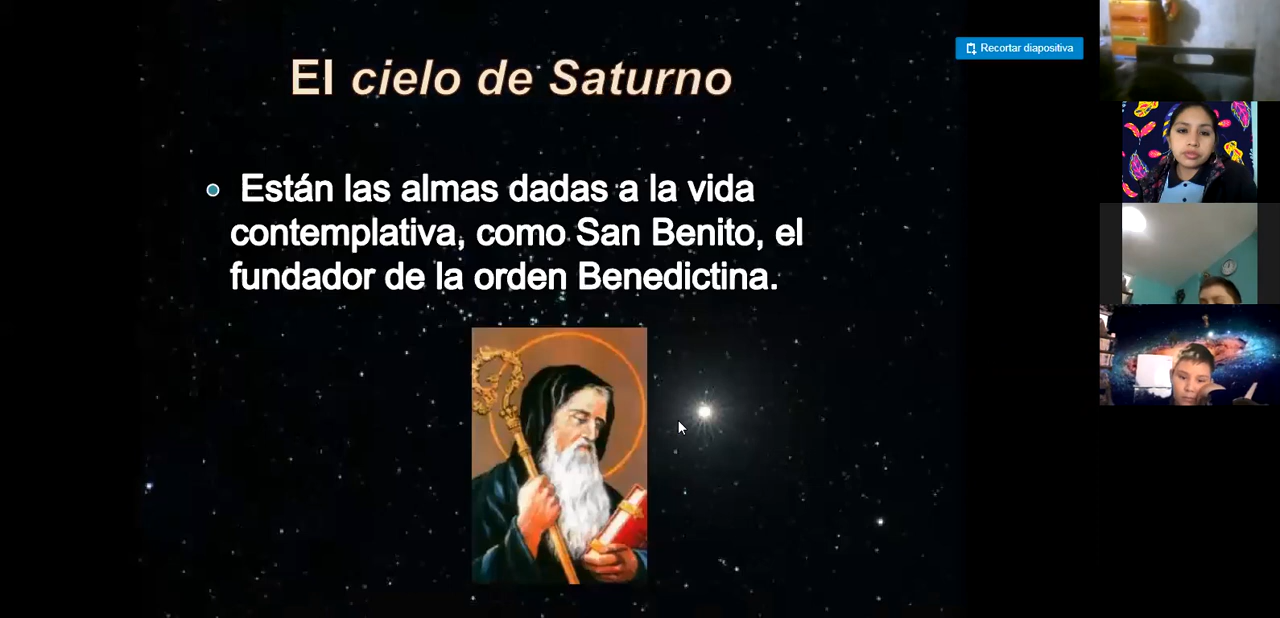 Recortar diapositiva
El cielo de Saturno
Están las almas dadas a la vida
contemplativa, como San Benito, el
fundador de la orden Benedictina.